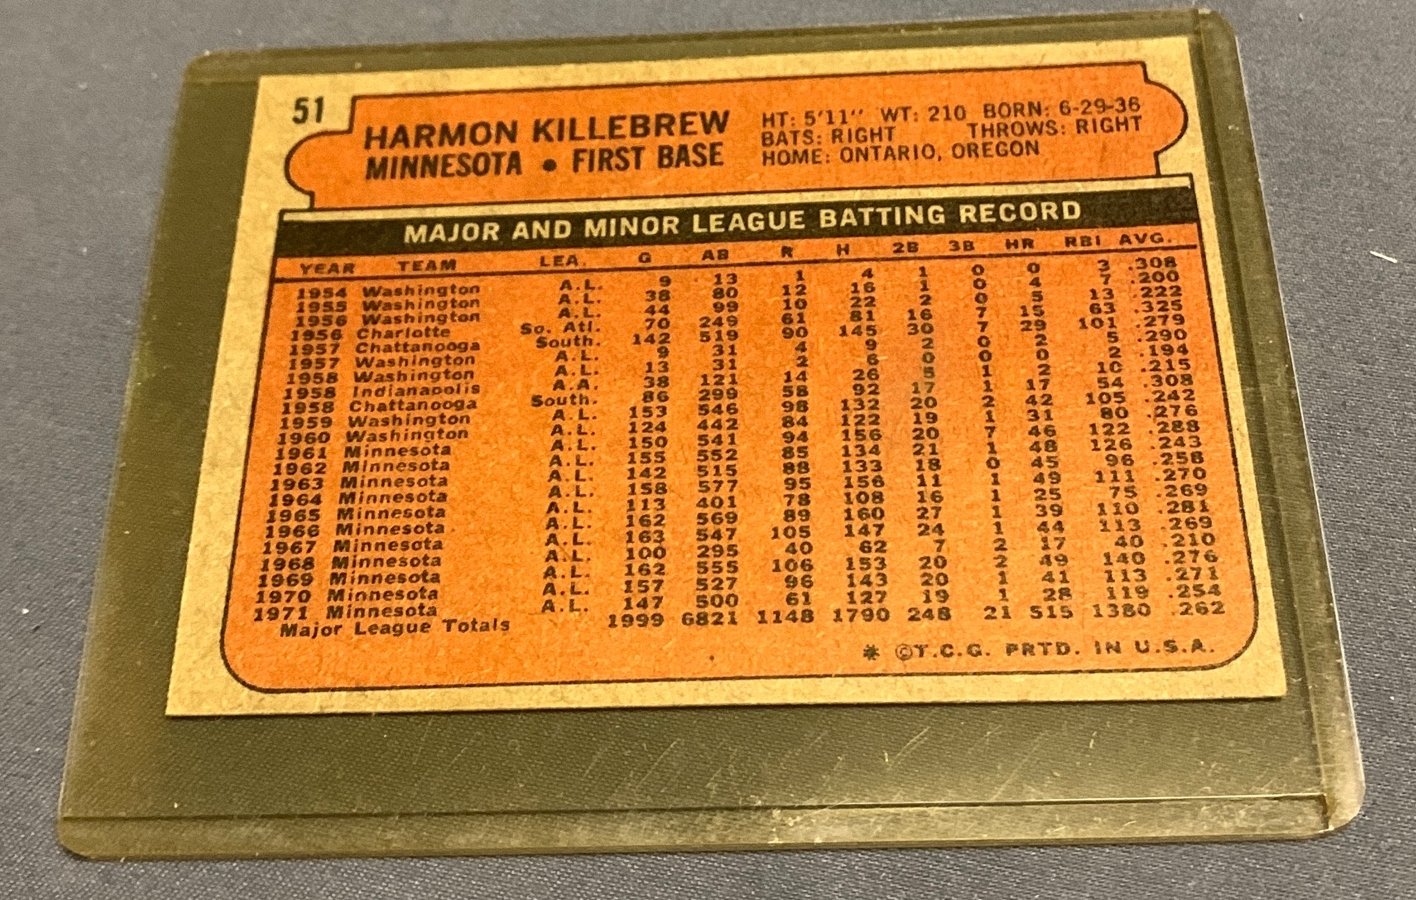 51
HARMON KILLEBREW
MINNESOTA • FIRST BASE
HT: 5'11" WT: 210 BORN: 6-29-36
BATS: RIGHT THROWS: RIGHT
HOME: ONTARIO, OREGON
MAJOR AND MINOR LEAGUE BATTING RECORD
YEAR TEAM LEA. G AB R H 2B 3B HR RBI AVG.
1954 Washington A.L. 9 13 1 4 1 0 0 3 .308
1955 Washington A.L. 38 80 12 16 1 0 4 7 .200
1956 Washington A.L. 44 99 10 22 2 0 5 13 .222
1956 Charlotte So. Atl. 70 249 61 81 16 7 15 63 .325
1957 Chattanooga South. 142 519 90 145 30 7 29 101 .279
1957 Washington A.L. 9 31 4 9 2 0 2 5 .290
1958 Washington A.L. 13 31 2 6 0 0 0 2 .194
1958 Indianapolis A.A. 38 121 14 26 5 1 2 10 .215
1958 Chattanooga South. 86 299 58 92 17 1 17 54 .308
1959 Washington A.L. 153 546 98 132 20 2 42 105 .242
1960 Washington A.L. 124 442 84 122 19 1 31 80 .276
1961 Minnesota A.L. 150 541 94 156 20 7 46 122 .288
1962 Minnesota A.L. 155 552 85 134 21 1 48 126 .243
1963 Minnesota A.L. 142 515 88 133 18 0 45 96 .258
1964 Minnesota A.L. 158 577 95 156 11 1 49 111 .270
1965 Minnesota A.L. 113 401 78 108 16 1 25 75 .269
1966 Minnesota A.L. 162 569 89 160 27 1 39 110 .281
1967 Minnesota A.L. 163 547 105 147 24 1 44 113 .269
1968 Minnesota A.L. 100 295 40 62 7 2 17 40 .210
1969 Minnesota A.L. 162 555 106 153 20 2 49 140 .276
1970 Minnesota A.L. 157 527 96 143 20 1 41 113 .271
1971 Minnesota A.L. 147 500 61 127 19 1 28 119 .254
Major League Totals 1999 6821 1148 1790 248 21 515 1380 .262
* ©T.C.G. PRTD. IN U.S.A.